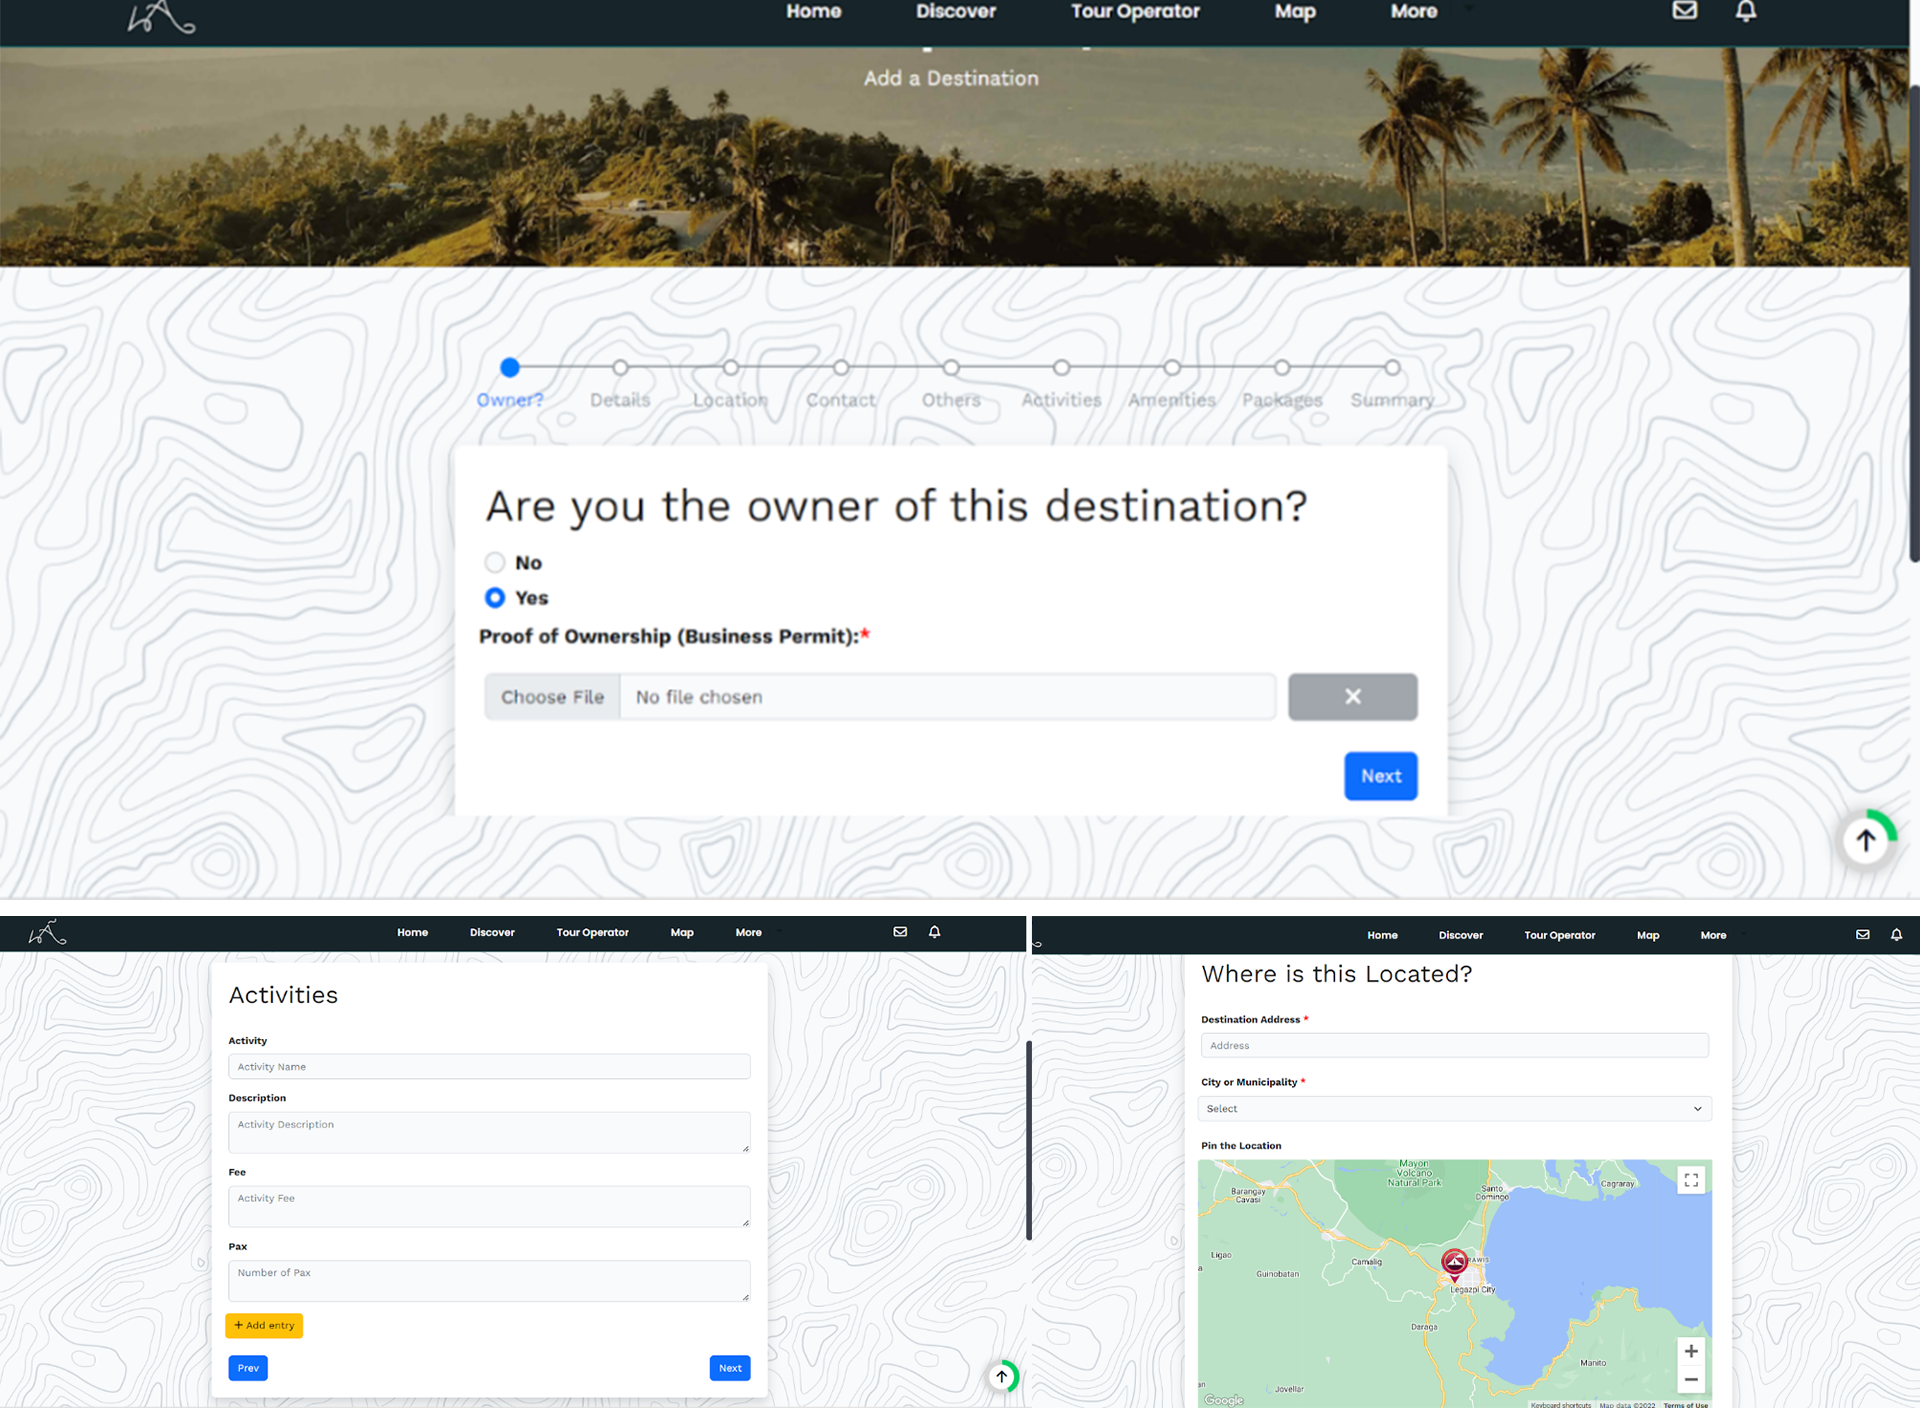 Home Discover Tour Operator Map More
Add a Destination
Owner? Details Location Contact Others Activities Amenities Packages Summary
Are you the owner of this destination?
No
Yes
Proof of Ownership (Business Permit):*
Choose File No file chosen
Next
Home Discover Tour Operator Map More
Activities
Activity
Activity Name
Description
Activity Description
Fee
Activity Fee
Pax
Number of Pax
+ Add entry
Prev Next
Home Discover Tour Operator Map More
Where is this Located?
Destination Address *
Address
City or Municipality *
Select
Pin the Location
Mayon
Volcano
Natural Park
Barangay
Cavasi
Santo
Domingo
Cagraray
Ligao
Camalig
RAWIS
Guinobatan
Legazpi City
Daraga
Manito
Jovellar
Google
Keyboard shortcuts Map data ©2022 Terms of Use